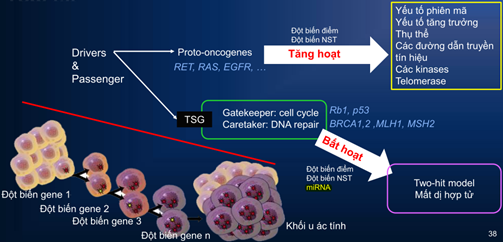 Drivers
&
Passenger
Proto-oncogenes
RET, RAS, EGFR, …
Đột biến điểm
Đột biến NST
Tăng hoạt
Yếu tố phiên mã
Yếu tố tăng trưởng
Thụ thể
Các đường dẫn truyền
tín hiệu
Các kinases
Telomerase
TSG
Gatekeeper: cell cycle
Caretaker: DNA repair
Rb1, p53
BRCA1,2 ,MLH1, MSH2
Bất hoạt
Đột biến điểm
Đột biến NST
miRNA
Two-hit model
Mất dị hợp tử
Đột biến gene 1
Đột biến gene 2
Đột biến gene 3
Đột biến gene n
Khối u ác tính
38